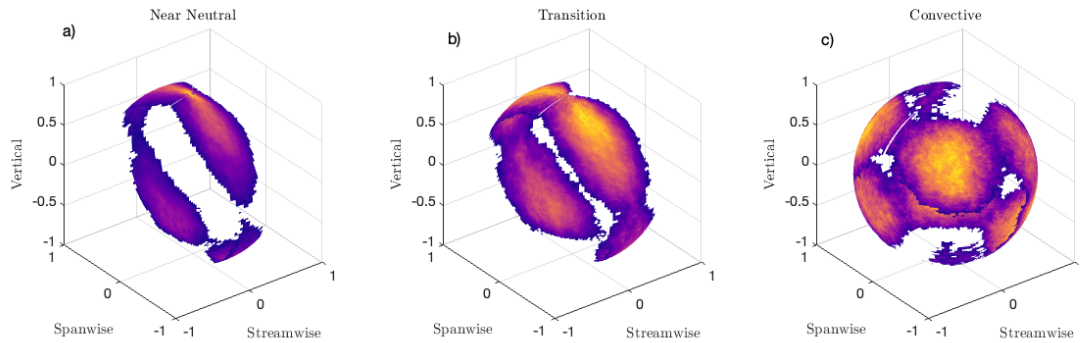 Near Neutral
Transition
Convective
a)
b)
c)
1
0.5
0
-0.5
-1
Vertical
1
0
-1
Spanwise
-1
0
1
Streamwise
1
0.5
0
-0.5
-1
Vertical
1
0
-1
Spanwise
-1
0
1
Streamwise
1
0.5
0
-0.5
-1
Vertical
1
0
-1
Spanwise
-1
0
Streamwise